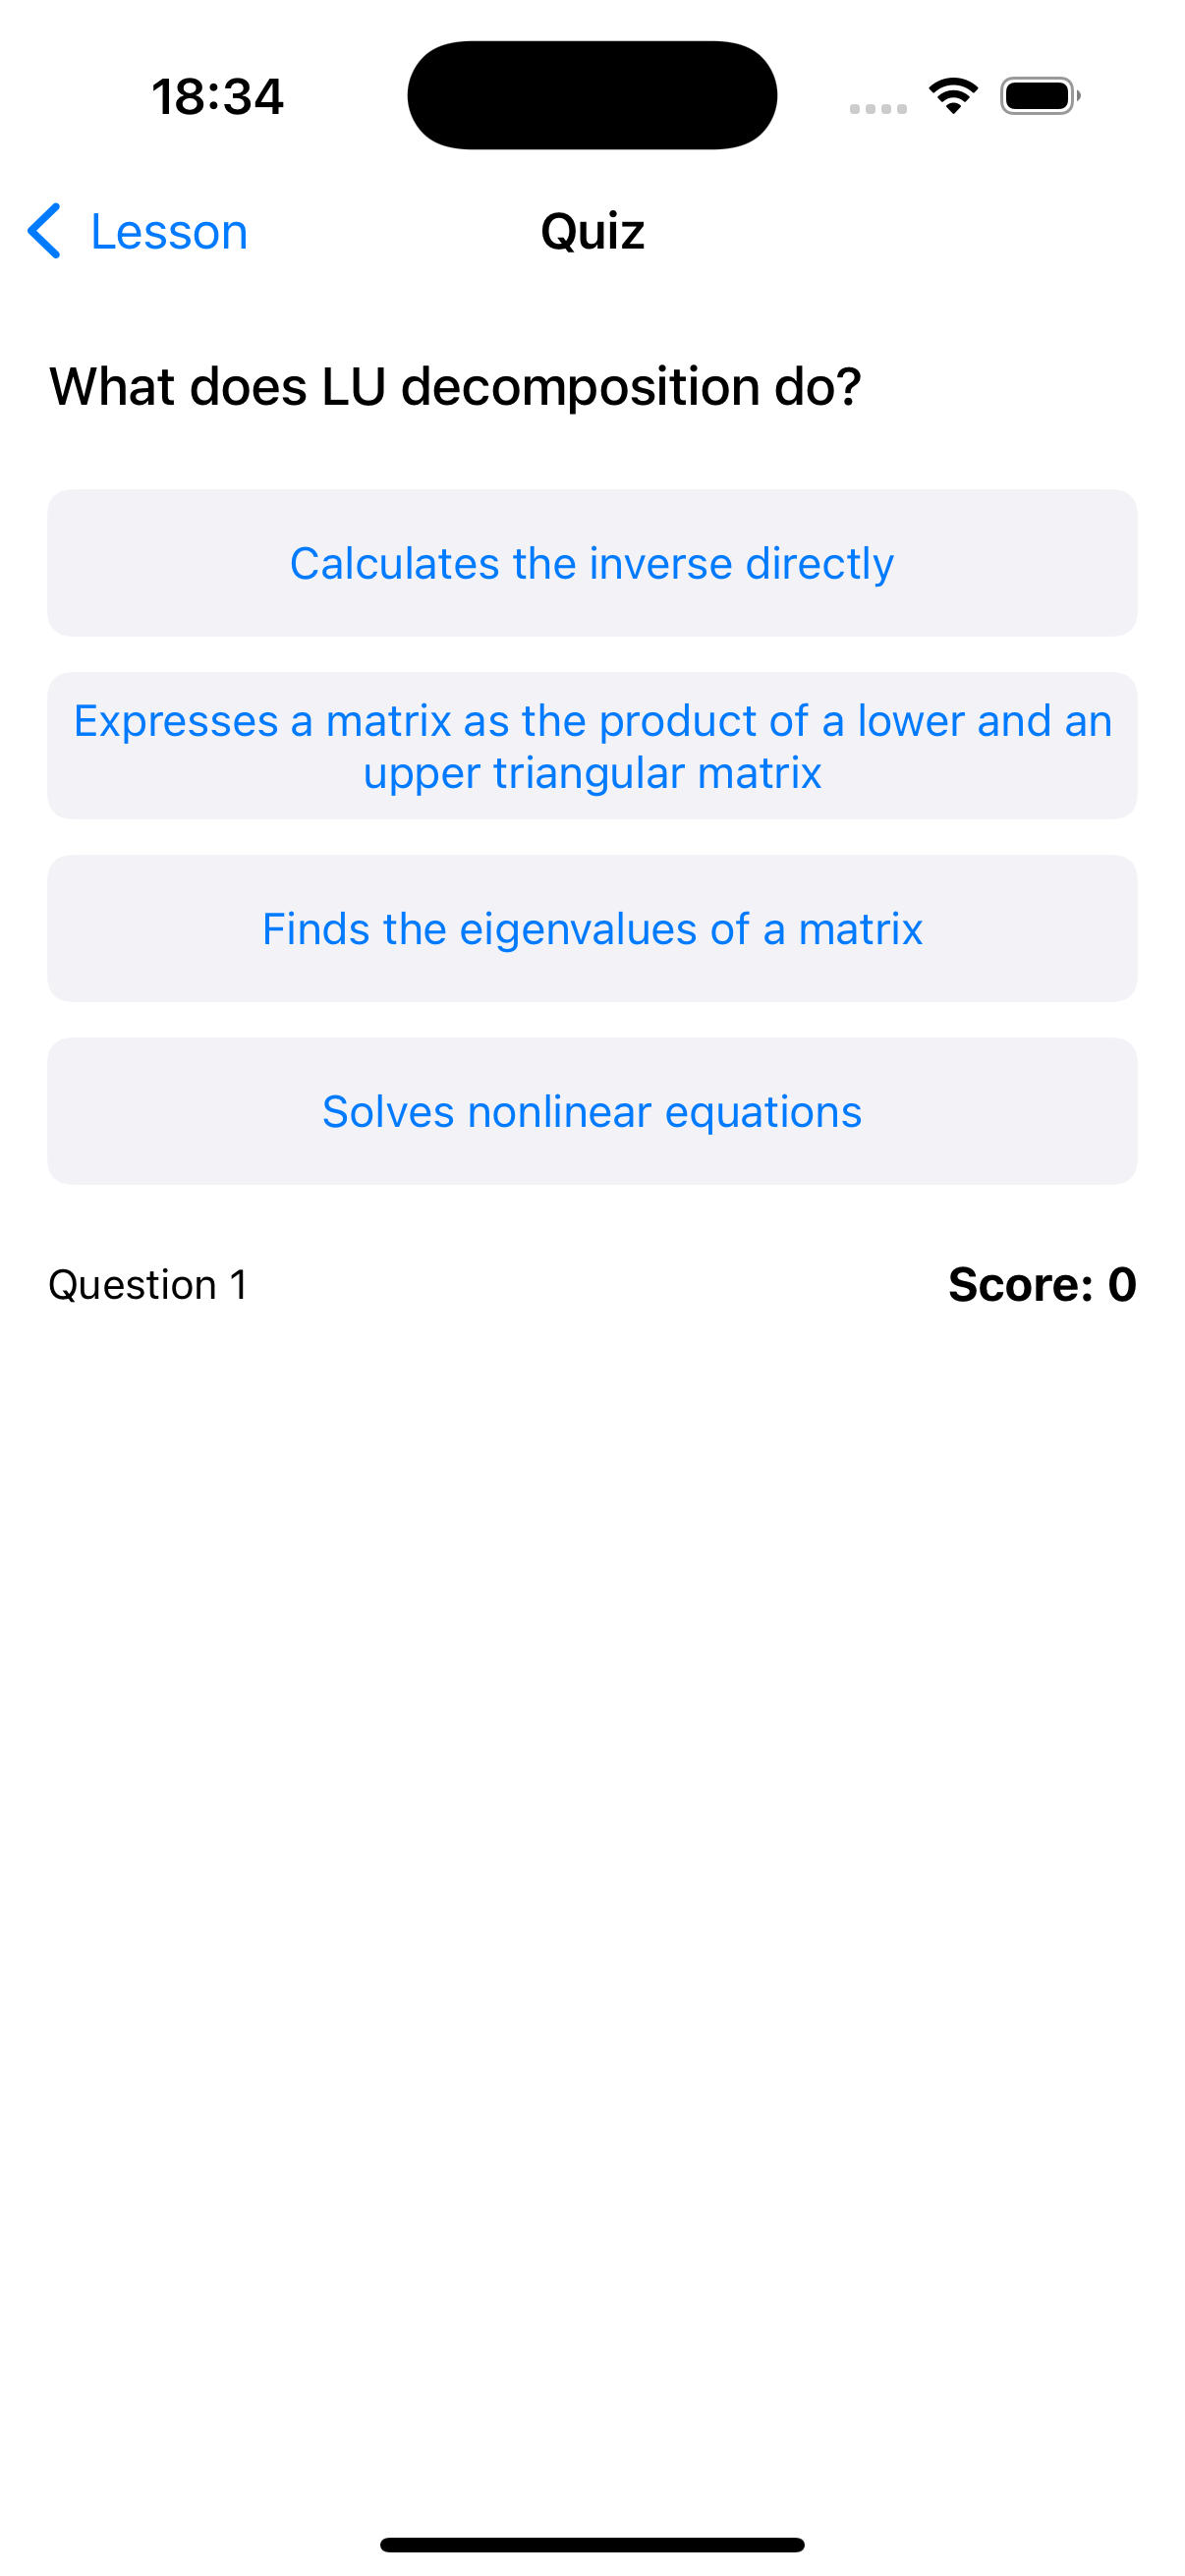 18:34
Lesson
Quiz
What does LU decomposition do?
Calculates the inverse directly
Expresses a matrix as the product of a lower and an
upper triangular matrix
Finds the eigenvalues of a matrix
Solves nonlinear equations
Question 1
Score: 0